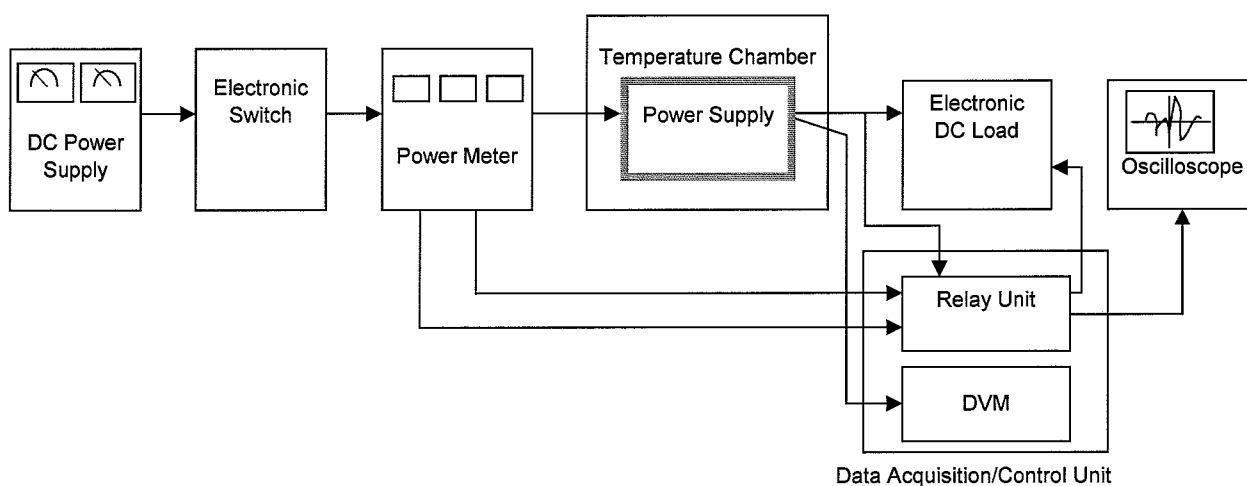 DC Power
Supply
Electronic
Switch
Power Meter
Temperature Chamber
Power Supply
Electronic
DC Load
Oscilloscope
Relay Unit
DVM
Data Acquisition/Control Unit